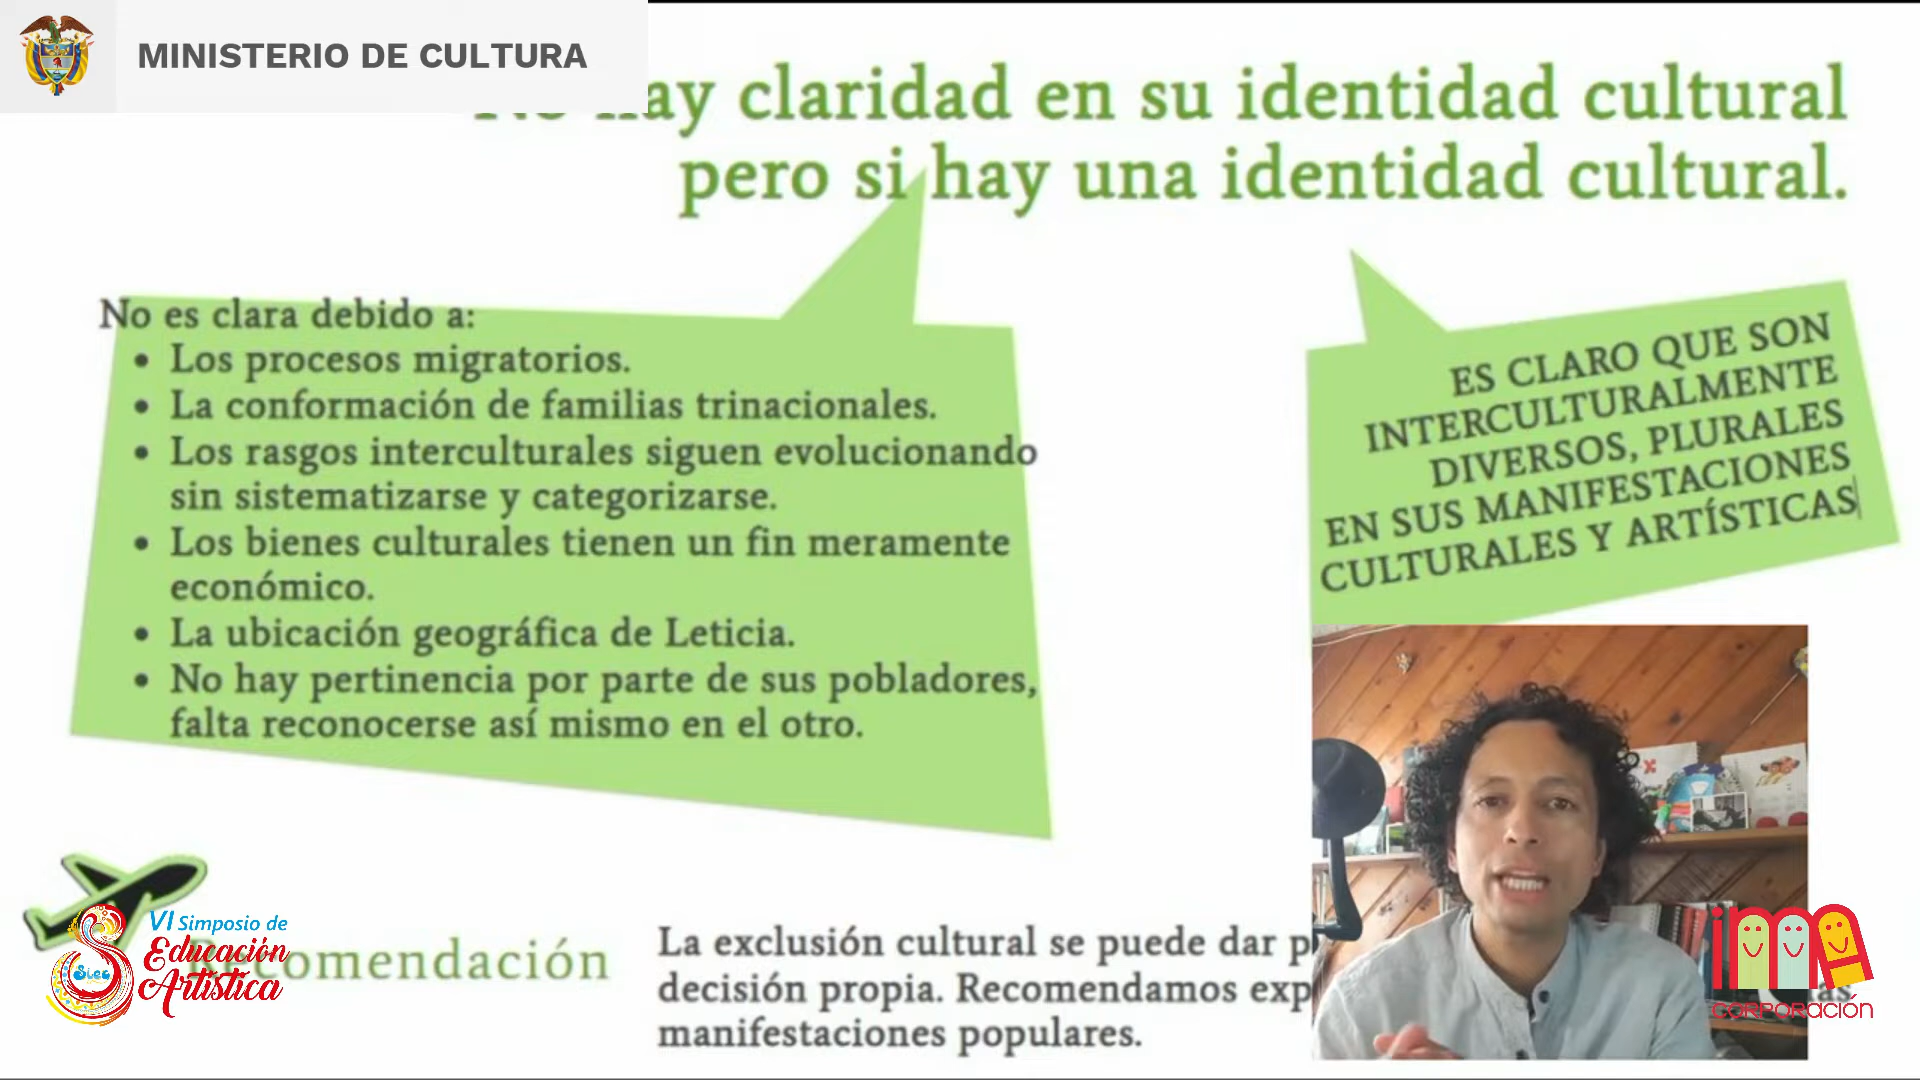 MINISTERIO DE CULTURA
hay claridad en su identidad cultural
pero si hay una identidad cultural.
No es clara debido a:
• Los procesos migratorios.
• La conformación de familias trinacionales.
• Los rasgos interculturales siguen evolucionando
sin sistematizarse y categorizarse.
• Los bienes culturales tienen un fin meramente
económico.
• La ubicación geográfica de Leticia.
• No hay pertinencia por parte de sus pobladores,
falta reconocerse así mismo en el otro.
ES CLARO QUE SON
INTERCULTURALMENTE
DIVERSOS, PLURALES
EN SUS MANIFESTACIONES
CULTURALES Y ARTÍSTICAS
VI Simposio de
Educación
Artística
Siea
Recomendación
La exclusión cultural se puede dar
decisión propia. Recomendamos
manifestaciones populares.
ima
CORPORACIÓN